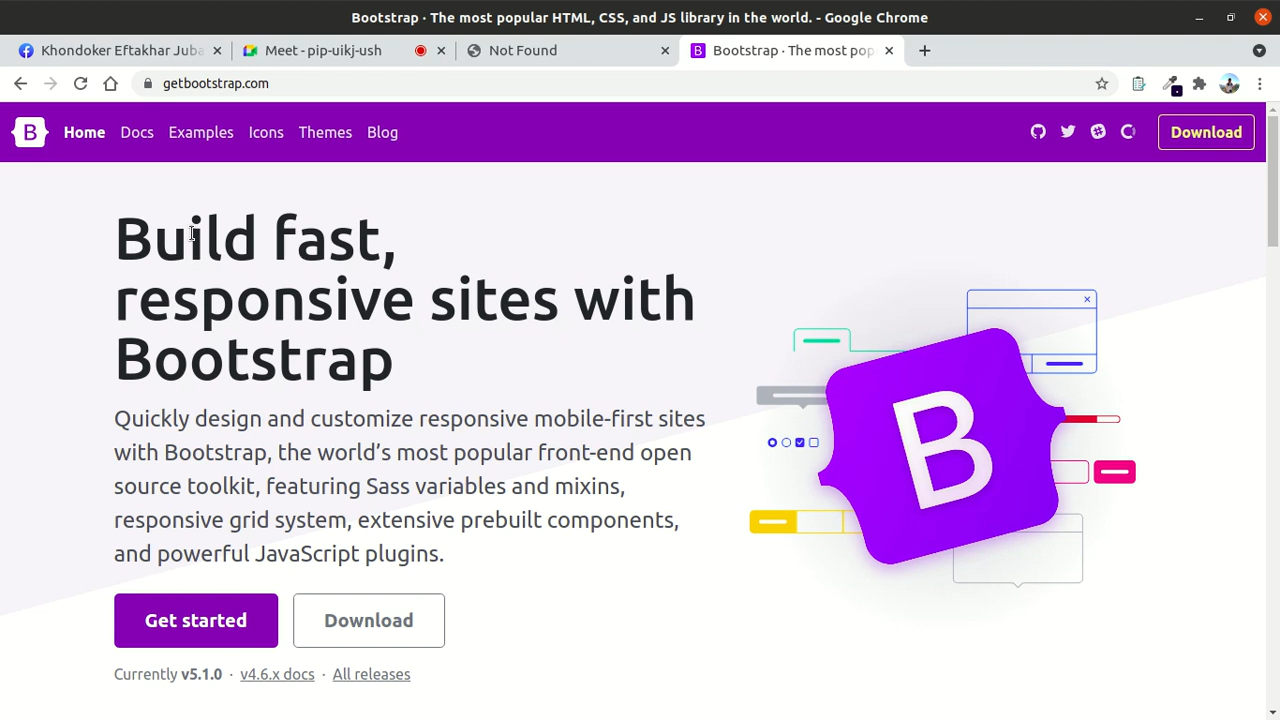 Bootstrap · The most popular HTML, CSS, and JS library in the world. - Google Chrome
Khondoker Eftakhar Juba
Meet - pip-uikj-ush
Not Found
Bootstrap · The most pop
getbootstrap.com
B Home Docs Examples Icons Themes Blog Download
Build fast,
responsive sites with
Bootstrap
Quickly design and customize responsive mobile-first sites
with Bootstrap, the world’s most popular front-end open
source toolkit, featuring Sass variables and mixins,
responsive grid system, extensive prebuilt components,
and powerful JavaScript plugins.
B
Get started
Download
Currently v5.1.0 · v4.6.x docs · All releases